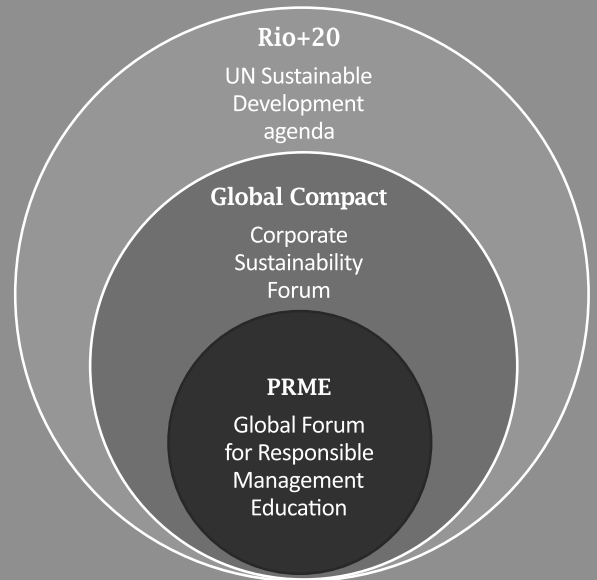 Rio+20
UN Sustainable
Development
agenda
Global Compact
Corporate
Sustainability
Forum
PRME
Global Forum
for Responsible
Management
Education